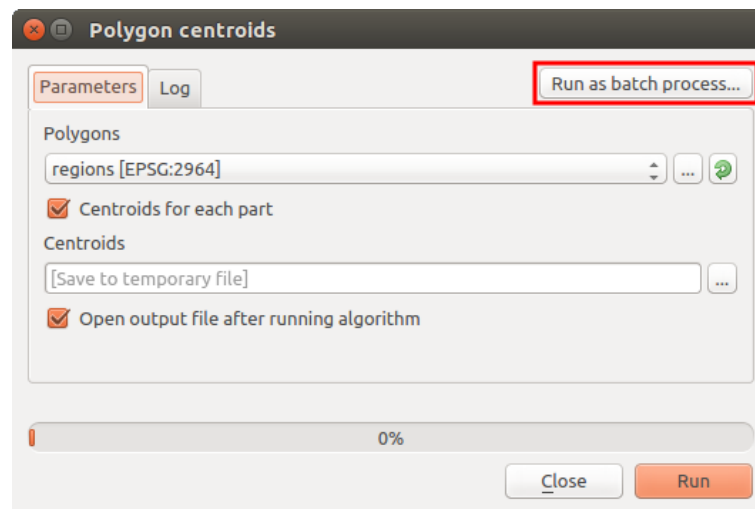 Polygon centroids
Parameters
Log
Run as batch process...
Polygons
regions [EPSG:2964]
...
Centroids for each part
Centroids
[Save to temporary file]
...
Open output file after running algorithm
0%
Close
Run